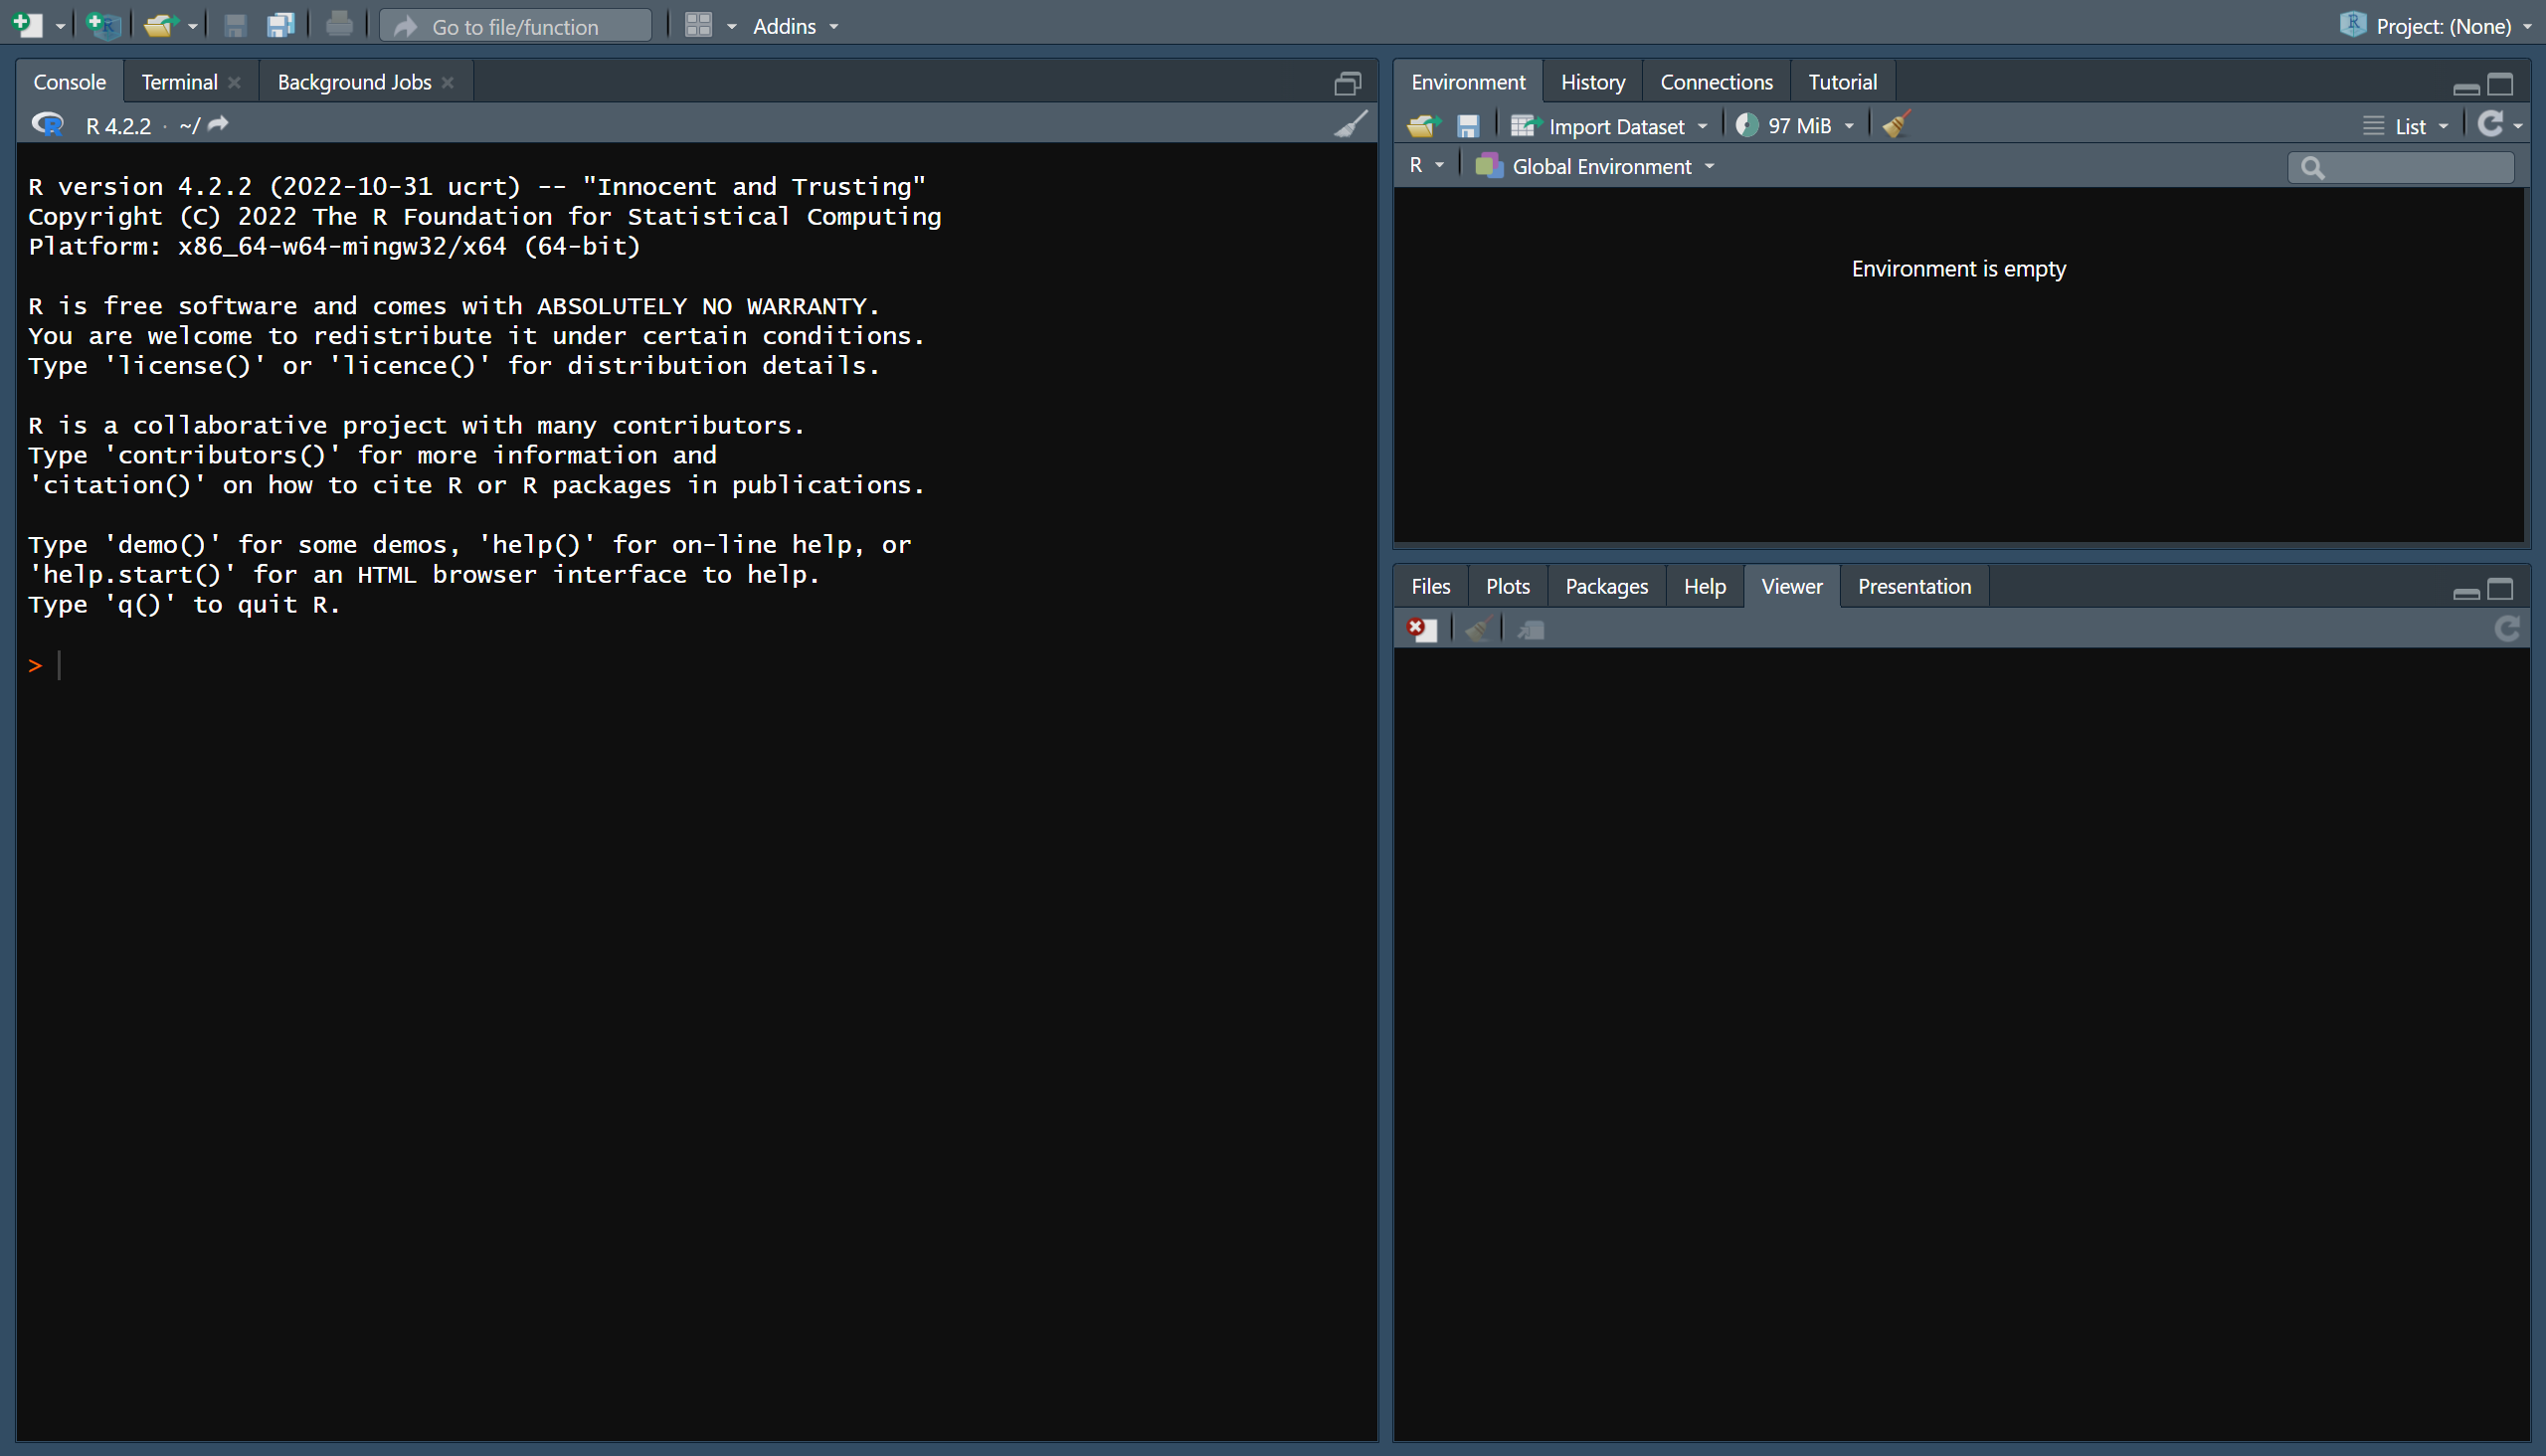 Go to file/function
Addins
Project: (None)
Console Terminal Background Jobs
R 4.2.2 · ~/
R version 4.2.2 (2022-10-31 ucrt) -- "Innocent and Trusting"
Copyright (C) 2022 The R Foundation for Statistical Computing
Platform: x86_64-w64-mingw32/x64 (64-bit)
R is free software and comes with ABSOLUTELY NO WARRANTY.
You are welcome to redistribute it under certain conditions.
Type 'license()' or 'licence()' for distribution details.
R is a collaborative project with many contributors.
Type 'contributors()' for more information and
'citation()' on how to cite R or R packages in publications.
Type 'demo()' for some demos, 'help()' for on-line help, or
'help.start()' for an HTML browser interface to help.
Type 'q()' to quit R.
>
Environment History Connections Tutorial
Import Dataset 97 MiB List
R Global Environment
Environment is empty
Files Plots Packages Help Viewer Presentation